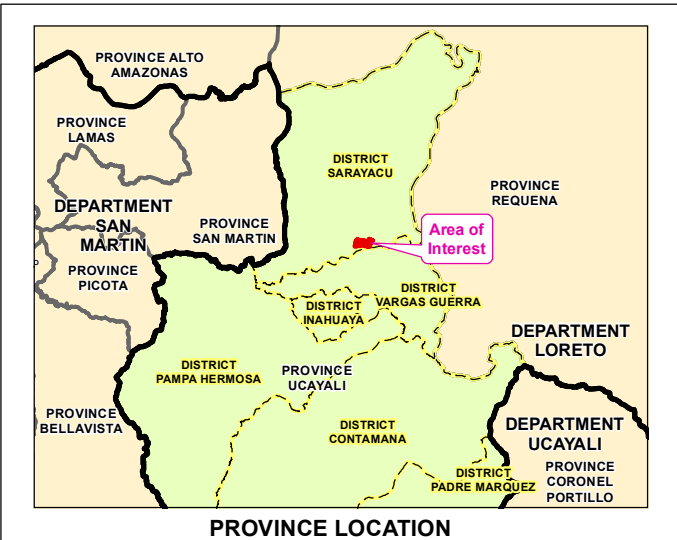 PROVINCE ALTO
AMAZONAS
PROVINCE
LAMAS
DISTRICT
SARAYACU
PROVINCE
REQUENA
DEPARTMENT
SAN
MARTIN
PROVINCE
SAN MARTIN
Area of
Interest
PROVINCE
PICOTA
DISTRICT
VARGAS GUERRA
DISTRICT
INAHUAYA
DEPARTMENT
LORETO
DISTRICT
PAMPA HERMOSA
PROVINCE
UCAYALI
PROVINCE
BELLAVISTA
DISTRICT
CONTAMANA
DEPARTMENT
UCAYALI
PROVINCE
CORONEL
PORTILLO
DISTRICT
PADRE MARQUEZ
PROVINCE LOCATION